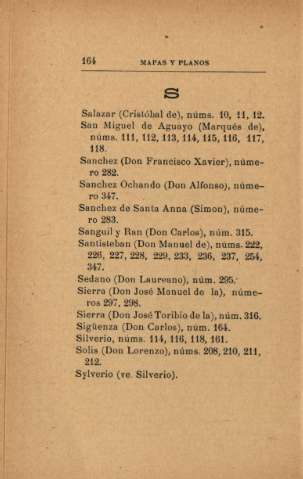 164 MAPAS Y PLANOS
S
Salazar (Cristóbal de), núms. 10, 11, 12.
San Miguel de Aguayo (Marqués de),
núms. 111, 112, 113, 114, 115, 116, 117,
118.
Sanchez (Don Francisco Xavier), núme-
ro 282.
Sanchez Ochando (Don Alfonso), núme-
ro 347.
Sanchez de Santa Anna (Simon), núme-
ro 283.
Sanguil y Ran (Don Carlos), núm. 315.
Santisteban (Don Manuel de), núms. 222,
226, 227, 228, 229, 233, 236, 237, 254,
347.
Sedano (Don Laureano), núm. 295.
Sierra (Don José Manuel de la), núme-
ros 297, 298.
Sierra (Don José Toribio de la), núm. 316.
Sigüenza (Don Carlos), núm. 164.
Silverio, núms. 114, 116, 118, 161.
Solis (Don Lorenzo), núms. 208, 210, 211,
212.
Sylverio (ve. Silverio).